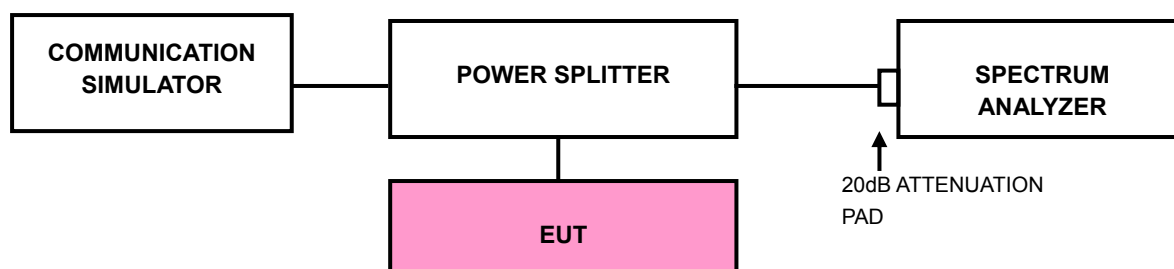 COMMUNICATION
SIMULATOR
POWER SPLITTER
SPECTRUM
ANALYZER
20dB ATTENUATION
PAD
EUT